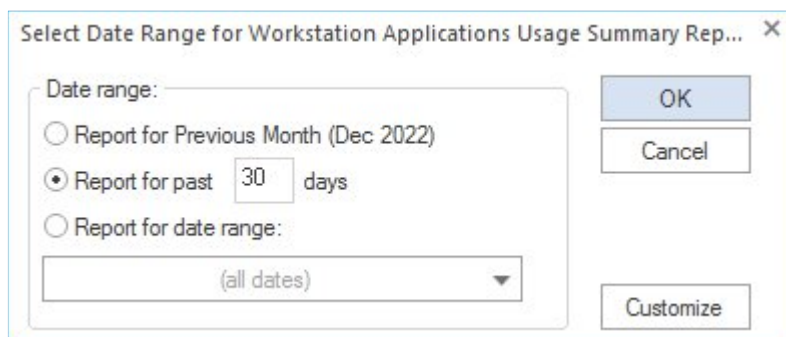 Select Date Range for Workstation Applications Usage Summary Rep...
Date range:
Report for Previous Month (Dec 2022)
Report for past 30 days
Report for date range:
(all dates)
OK
Cancel
Customize